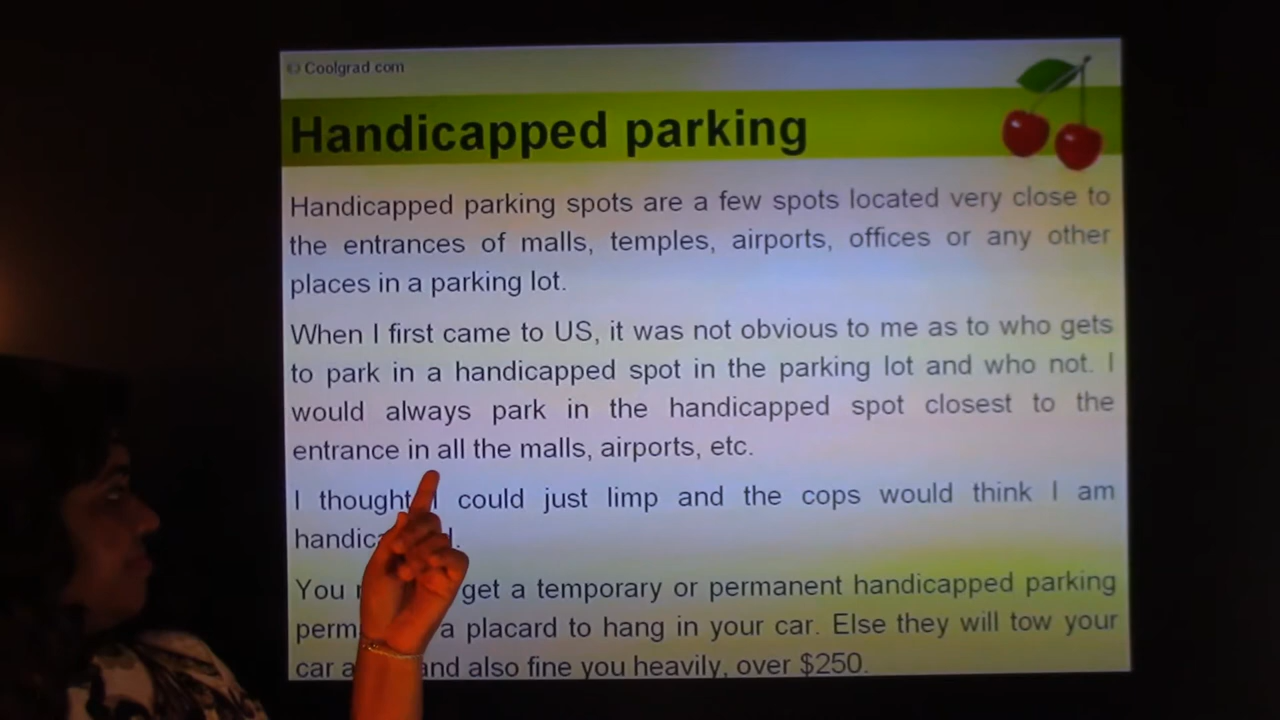 © Coolgrad.com
Handicapped parking
Handicapped parking spots are a few spots located very close to
the entrances of malls, temples, airports, offices or any other
places in a parking lot.
When I first came to US, it was not obvious to me as to who gets
to park in a handicapped spot in the parking lot and who not. I
would always park in the handicapped spot closest to the
entrance in all the malls, airports, etc.
I thought I could just limp and the cops would think I am
You get a temporary or permanent handicapped parking
a placard to hang in your car. Else they will tow your
car and also fine you heavily, over $250.